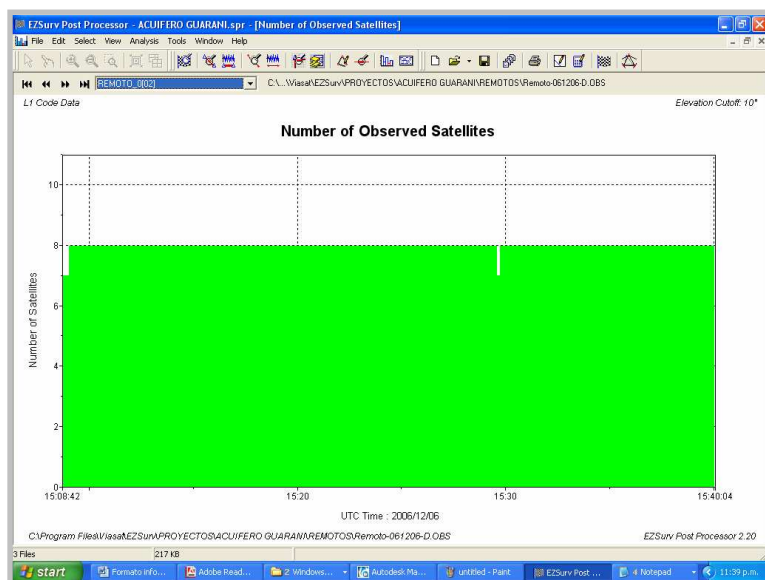 EZSurv Post Processor - ACUIFERO GUARANI.spr - [Number of Observed Satellites]
File Edit Select View Analysis Tools Window Help
REMOTO_0[02] C:\...\Viasat\EZSurv\PROYECTOS\ACUIFERO GUARANI\REMOTOS\Remoto-061206-D.OBS
L1 Code Data Elevation Cutoff: 10°
Number of Observed Satellites
10
8
6
4
2
0
Number of Satellites
15:08:42 15:20 15:30 15:40:04
UTC Time : 2006/12/06
C:\Program Files\Viasat\EZSurv\PROYECTOS\ACUIFERO GUARANI\REMOTOS\Remoto-061206-D.OBS EZSurv Post Processor 2.20
3 Files 217 KB
start Formato info... Adobe Read... 2 Windows... Autodesk Ma... untitled - Paint EZSurv Post ... 4 Notepad 11:39 p.m.